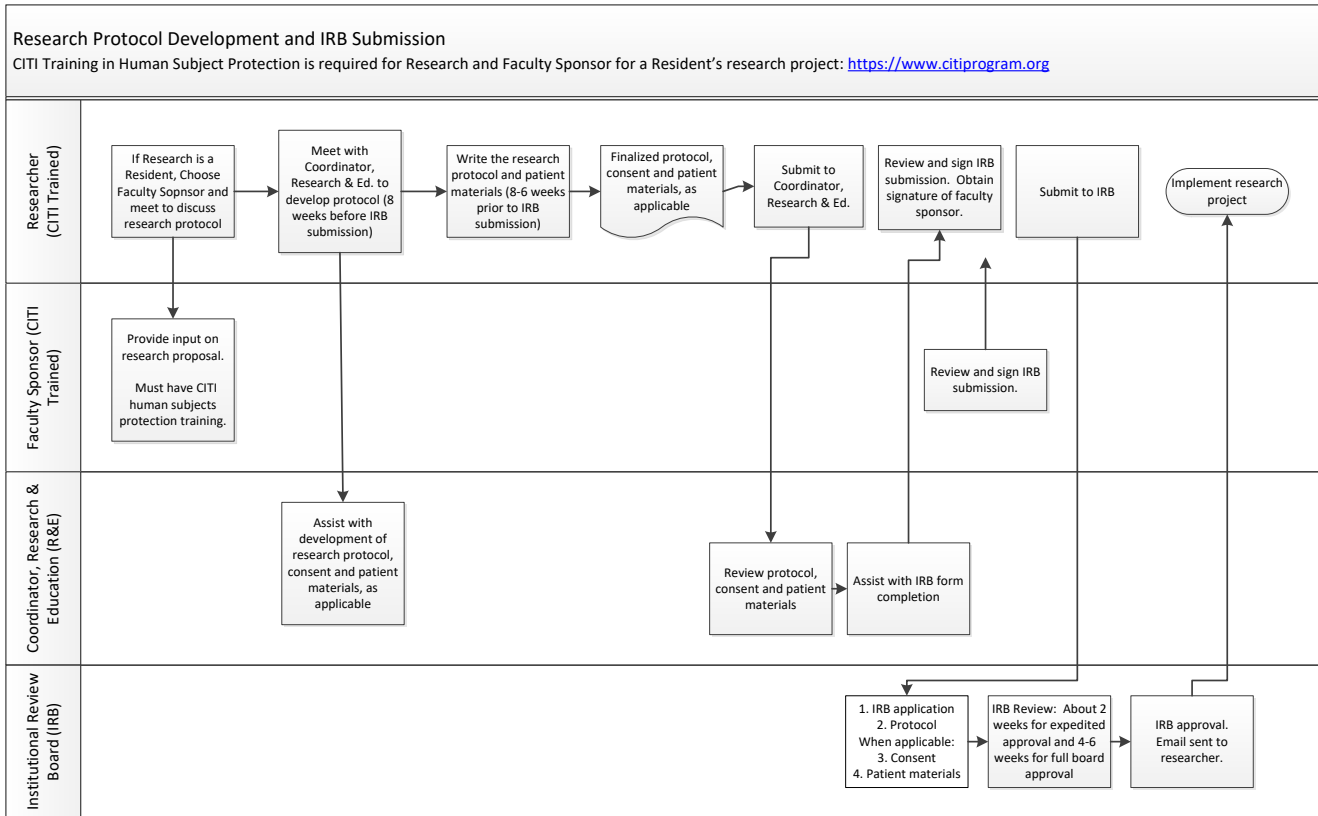 Research Protocol Development and IRB Submission
CITI Training in Human Subject Protection is required for Research and Faculty Sponsor for a Resident’s research project: https://www.citiprogram.org
Researcher
(CITI Trained)
If Research is a
Resident, Choose
Faculty Sopnsor and
meet to discuss
research protocol
Meet with
Coordinator,
Research & Ed. to
develop protocol (8
weeks before IRB
submission)
Write the research
protocol and patient
materials (8-6 weeks
prior to IRB
submission)
Finalized protocol,
consent and patient
materials, as
applicable
Submit to
Coordinator,
Research & Ed.
Review and sign IRB
submission.  Obtain
signature of faculty
sponsor.
Submit to IRB
Implement research
project
Faculty Sponsor (CITI
Trained)
Provide input on
research proposal.
Must have CITI
human subjects
protection training.
Review and sign IRB
submission.
Coordinator, Research &
Education (R&E)
Assist with
development of
research protocol,
consent and patient
materials, as
applicable
Review protocol,
consent and patient
materials
Assist with IRB form
completion
Institutional Review
Board (IRB)
1. IRB application
2. Protocol
When applicable:
3. Consent
4. Patient materials
IRB Review:  About 2
weeks for expedited
approval and 4-6
weeks for full board
approval
IRB approval.
Email sent to
researcher.